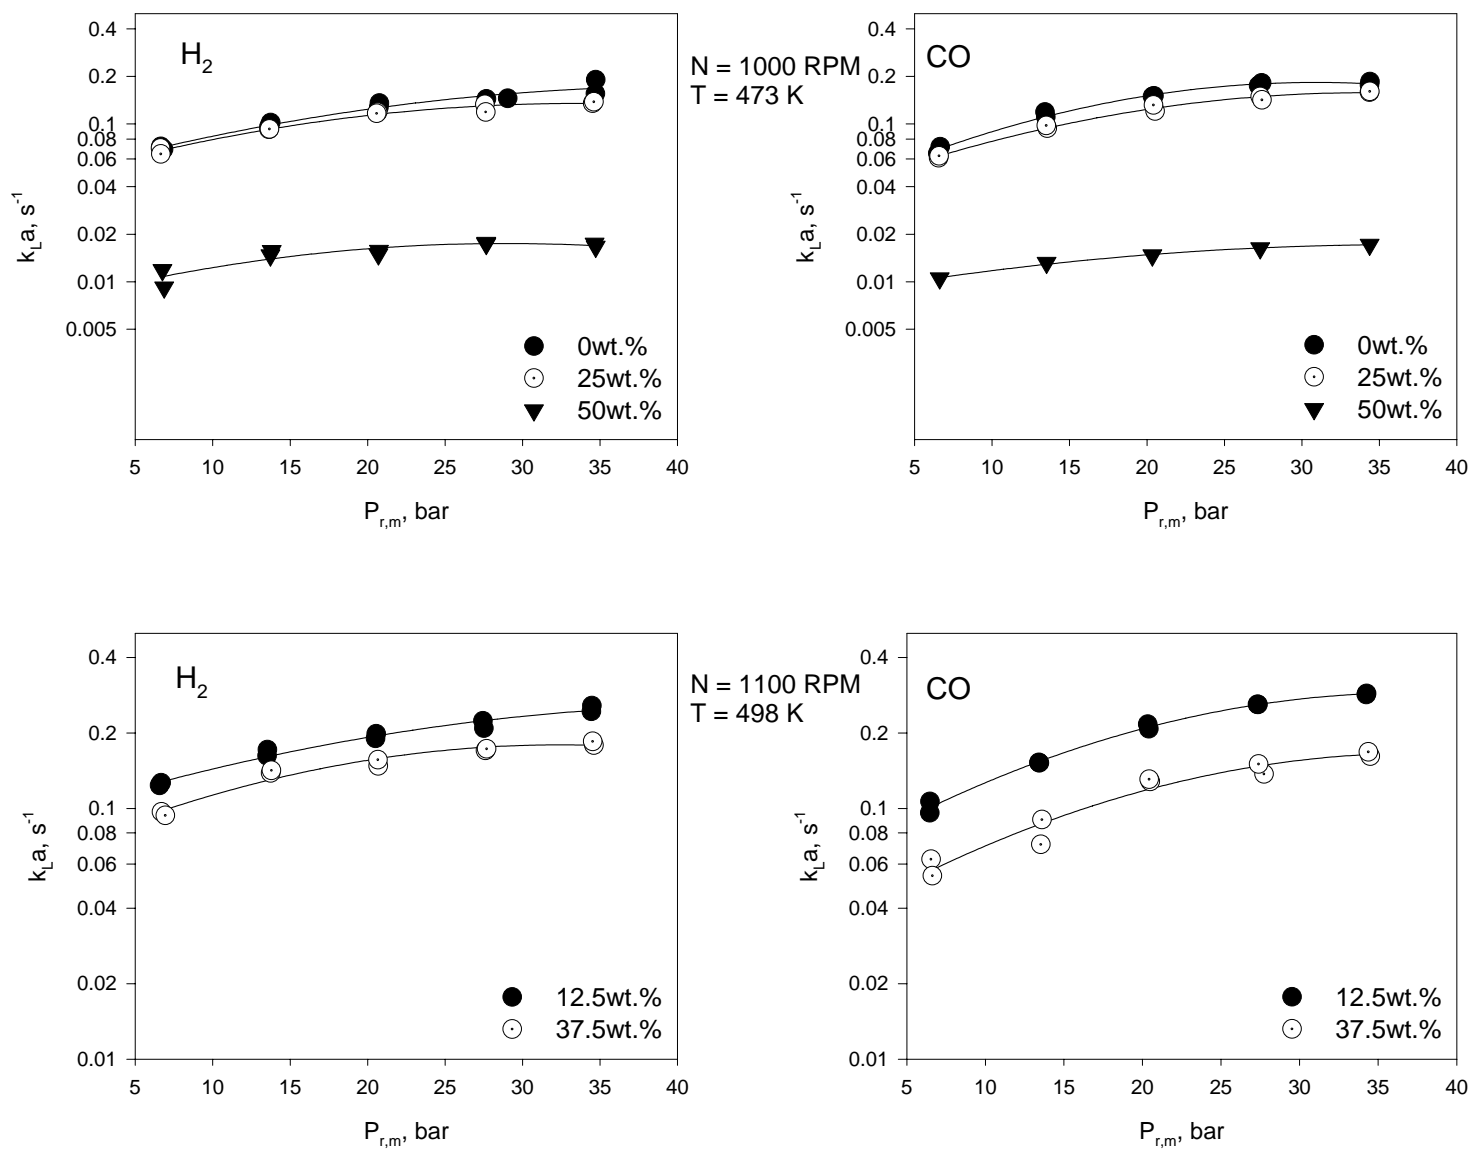 H2
N = 1000 RPM
T = 473 K
CO
0.4
0.2
0.1
0.08
0.06
0.04
0.02
0.01
0.005
kLa, s-1
0wt.%
25wt.%
50wt.%
5 10 15 20 25 30 35 40
Pr,m, bar
0.4
0.2
0.1
0.08
0.06
0.04
0.02
0.01
0.005
kLa, s-1
0wt.%
25wt.%
50wt.%
5 10 15 20 25 30 35 40
Pr,m, bar
H2
N = 1100 RPM
T = 498 K
CO
0.4
0.2
0.1
0.08
0.06
0.04
0.02
0.01
kLa, s-1
12.5wt.%
37.5wt.%
5 10 15 20 25 30 35 40
Pr,m, bar
0.4
0.2
0.1
0.08
0.06
0.04
0.02
0.01
kLa, s-1
12.5wt.%
37.5wt.%
5 10 15 20 25 30 35 40
Pr,m, bar